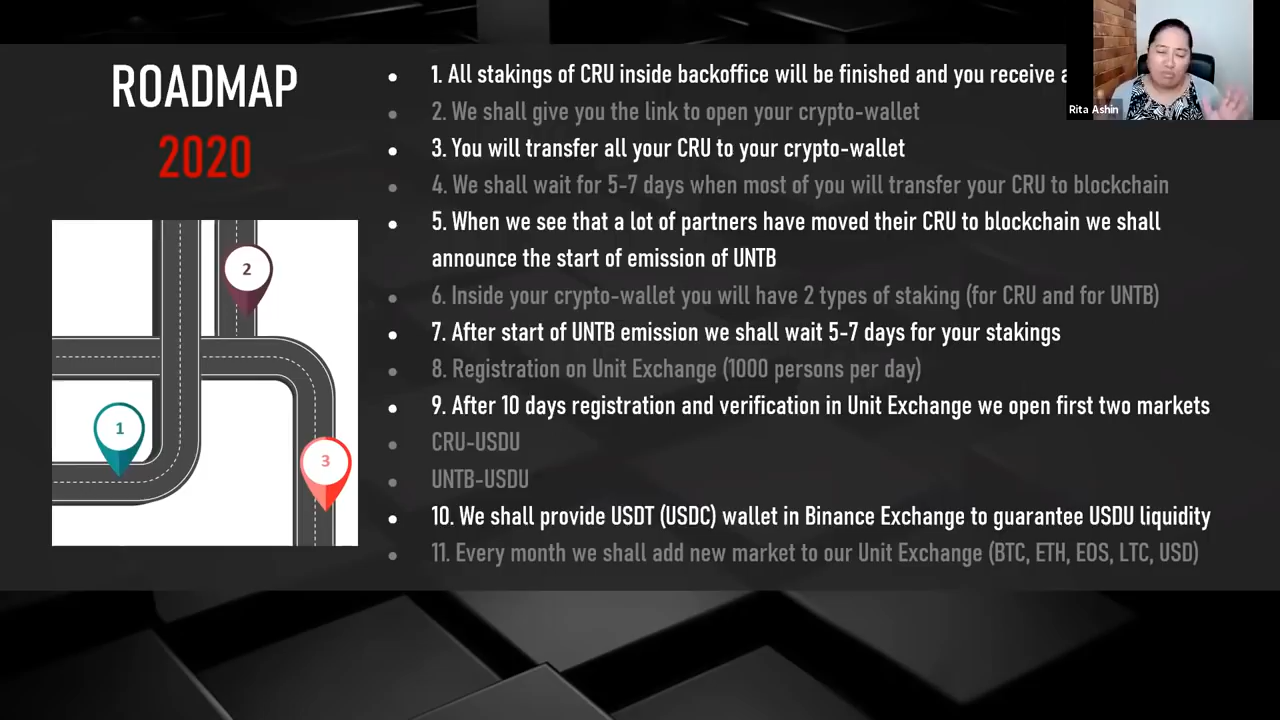 ROADMAP
2020
1. All stakings of CRU inside backoffice will be finished and you receive
2. We shall give you the link to open your crypto-wallet
3. You will transfer all your CRU to your crypto-wallet
4. We shall wait for 5-7 days when most of you will transfer your CRU to blockchain
5. When we see that a lot of partners have moved their CRU to blockchain we shall
announce the start of emission of UNTB
6. Inside your crypto-wallet you will have 2 types of staking (for CRU and for UNTB)
7. After start of UNTB emission we shall wait 5-7 days for your stakings
8. Registration on Unit Exchange (1000 persons per day)
9. After 10 days registration and verification in Unit Exchange we open first two markets
CRU-USDU
UNTB-USDU
10. We shall provide USDT (USDC) wallet in Binance Exchange to guarantee USDU liquidity
11. Every month we shall add new market to our Unit Exchange (BTC, ETH, EOS, LTC, USD)
2
1
3
Rita Ashin